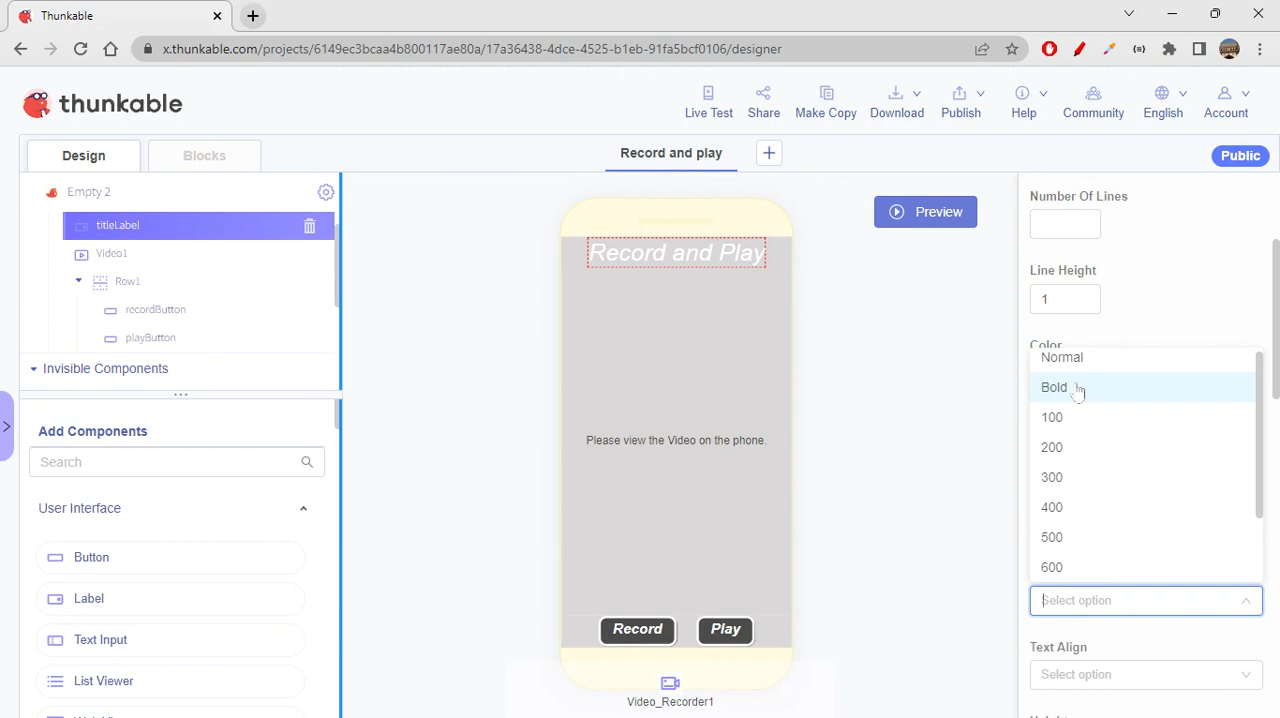 Thunkable
x.thunkable.com/projects/6149ec3bcaa4b800117ae80a/17a36438-4dce-4525-b1eb-91fa5bcf0106/designer
thunkable
Live Test
Share
Make Copy
Download
Publish
Help
Community
English
Account
Design
Blocks
Record and play
Public
Empty 2
titleLabel
Video1
Row1
recordButton
playButton
Invisible Components
Add Components
Search
User Interface
Button
Label
Text Input
List Viewer
Preview
Record and Play
Please view the Video on the phone.
Record
Play
Video_Recorder1
Number Of Lines
Line Height
1
Color
Normal
Bold
100
200
300
400
500
600
Select option
Text Align
Select option